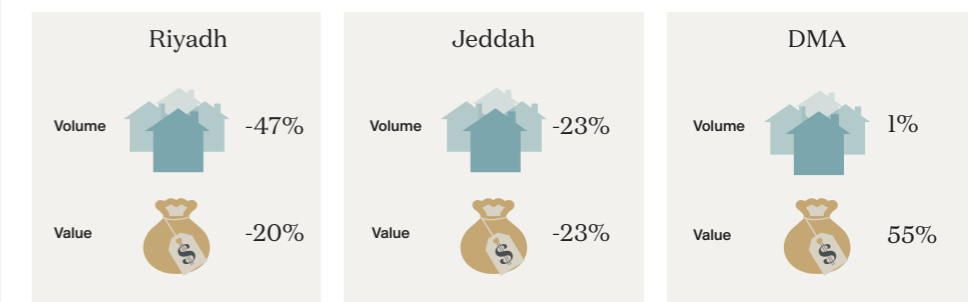 Riyadh
Volume -47%
Value -20%
$
Jeddah
Volume -23%
Value -23%
$
DMA
Volume 1%
Value 55%
$